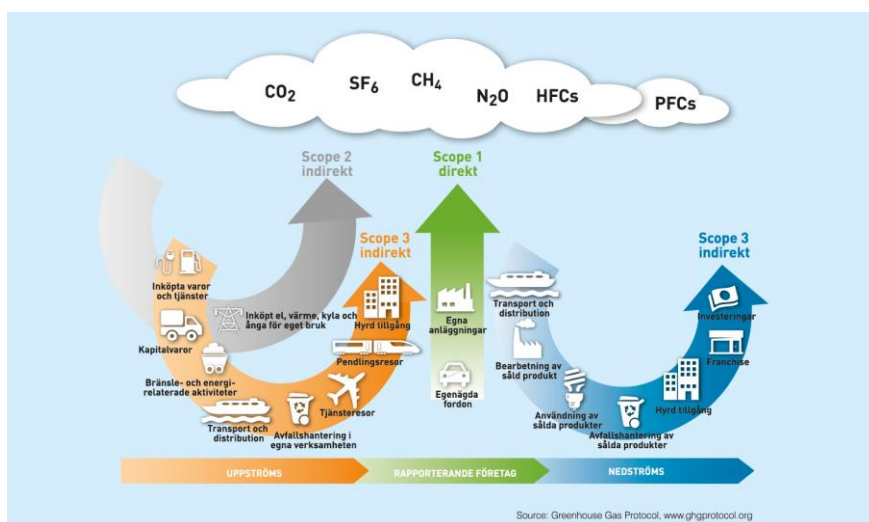 CO₂
SF₆
CH₄
N₂O
HFCs
PFCs
Scope 2
indirekt
Scope 1
direkt
Scope 3
indirekt
Scope 3
indirekt
Inköpta varor
och tjänster
Kapitalvaror
Bränsle- och energi-
relaterade aktiviteter
Transport och
distribution
Avfallshantering i
egna verksamheten
Tjänsteresor
Pendlingsresor
Hyrd tillgång
Inköpt el, värme, kyla och
ånga för eget bruk
Egna
anläggningar
Egenägda
fordon
Transport och
distribution
Bearbetning av
såld produkt
Användning av
sålda produkter
Avfallshantering av
sålda produkter
Hyrd tillgång
Franchise
Investeringar
UPPSTRÖMS
RAPPORTERANDE FÖRETAG
NEDSTRÖMS
Source: Greenhouse Gas Protocol, www.ghgprotocol.org